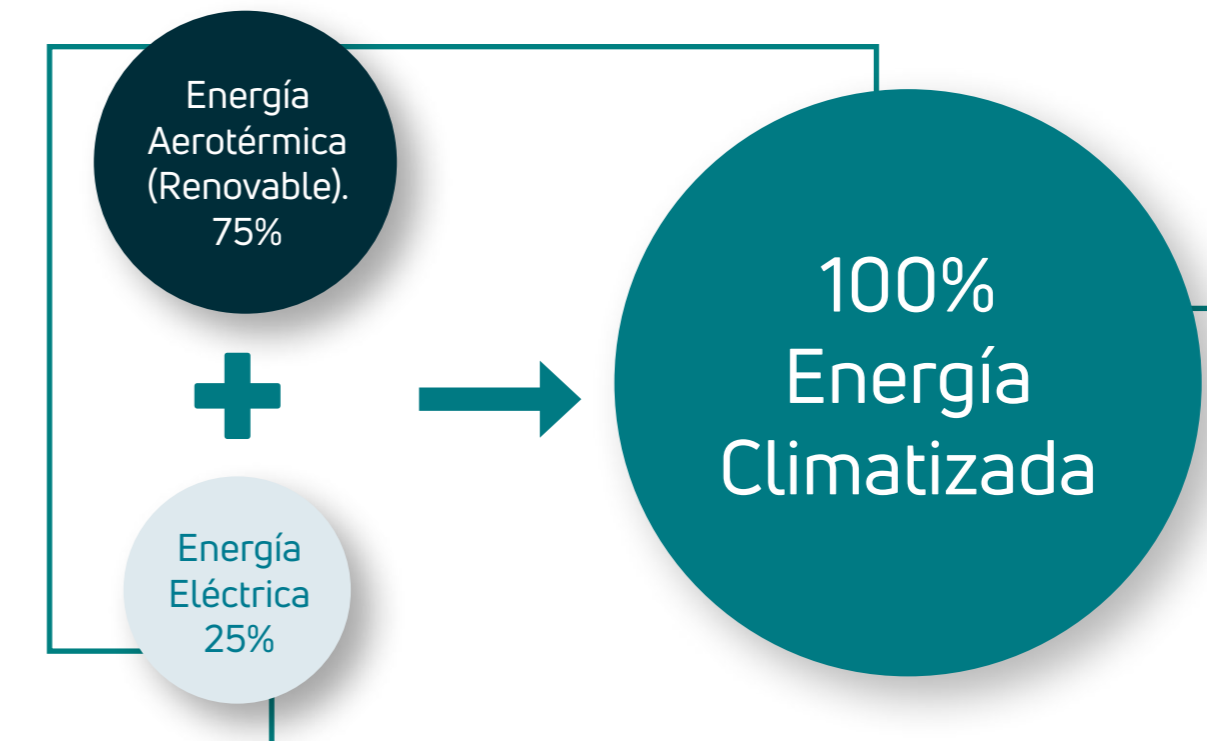 Energía
Aerotérmica
(Renovable).
75%
Energía
Eléctrica
25%
100%
Energía
Climatizada